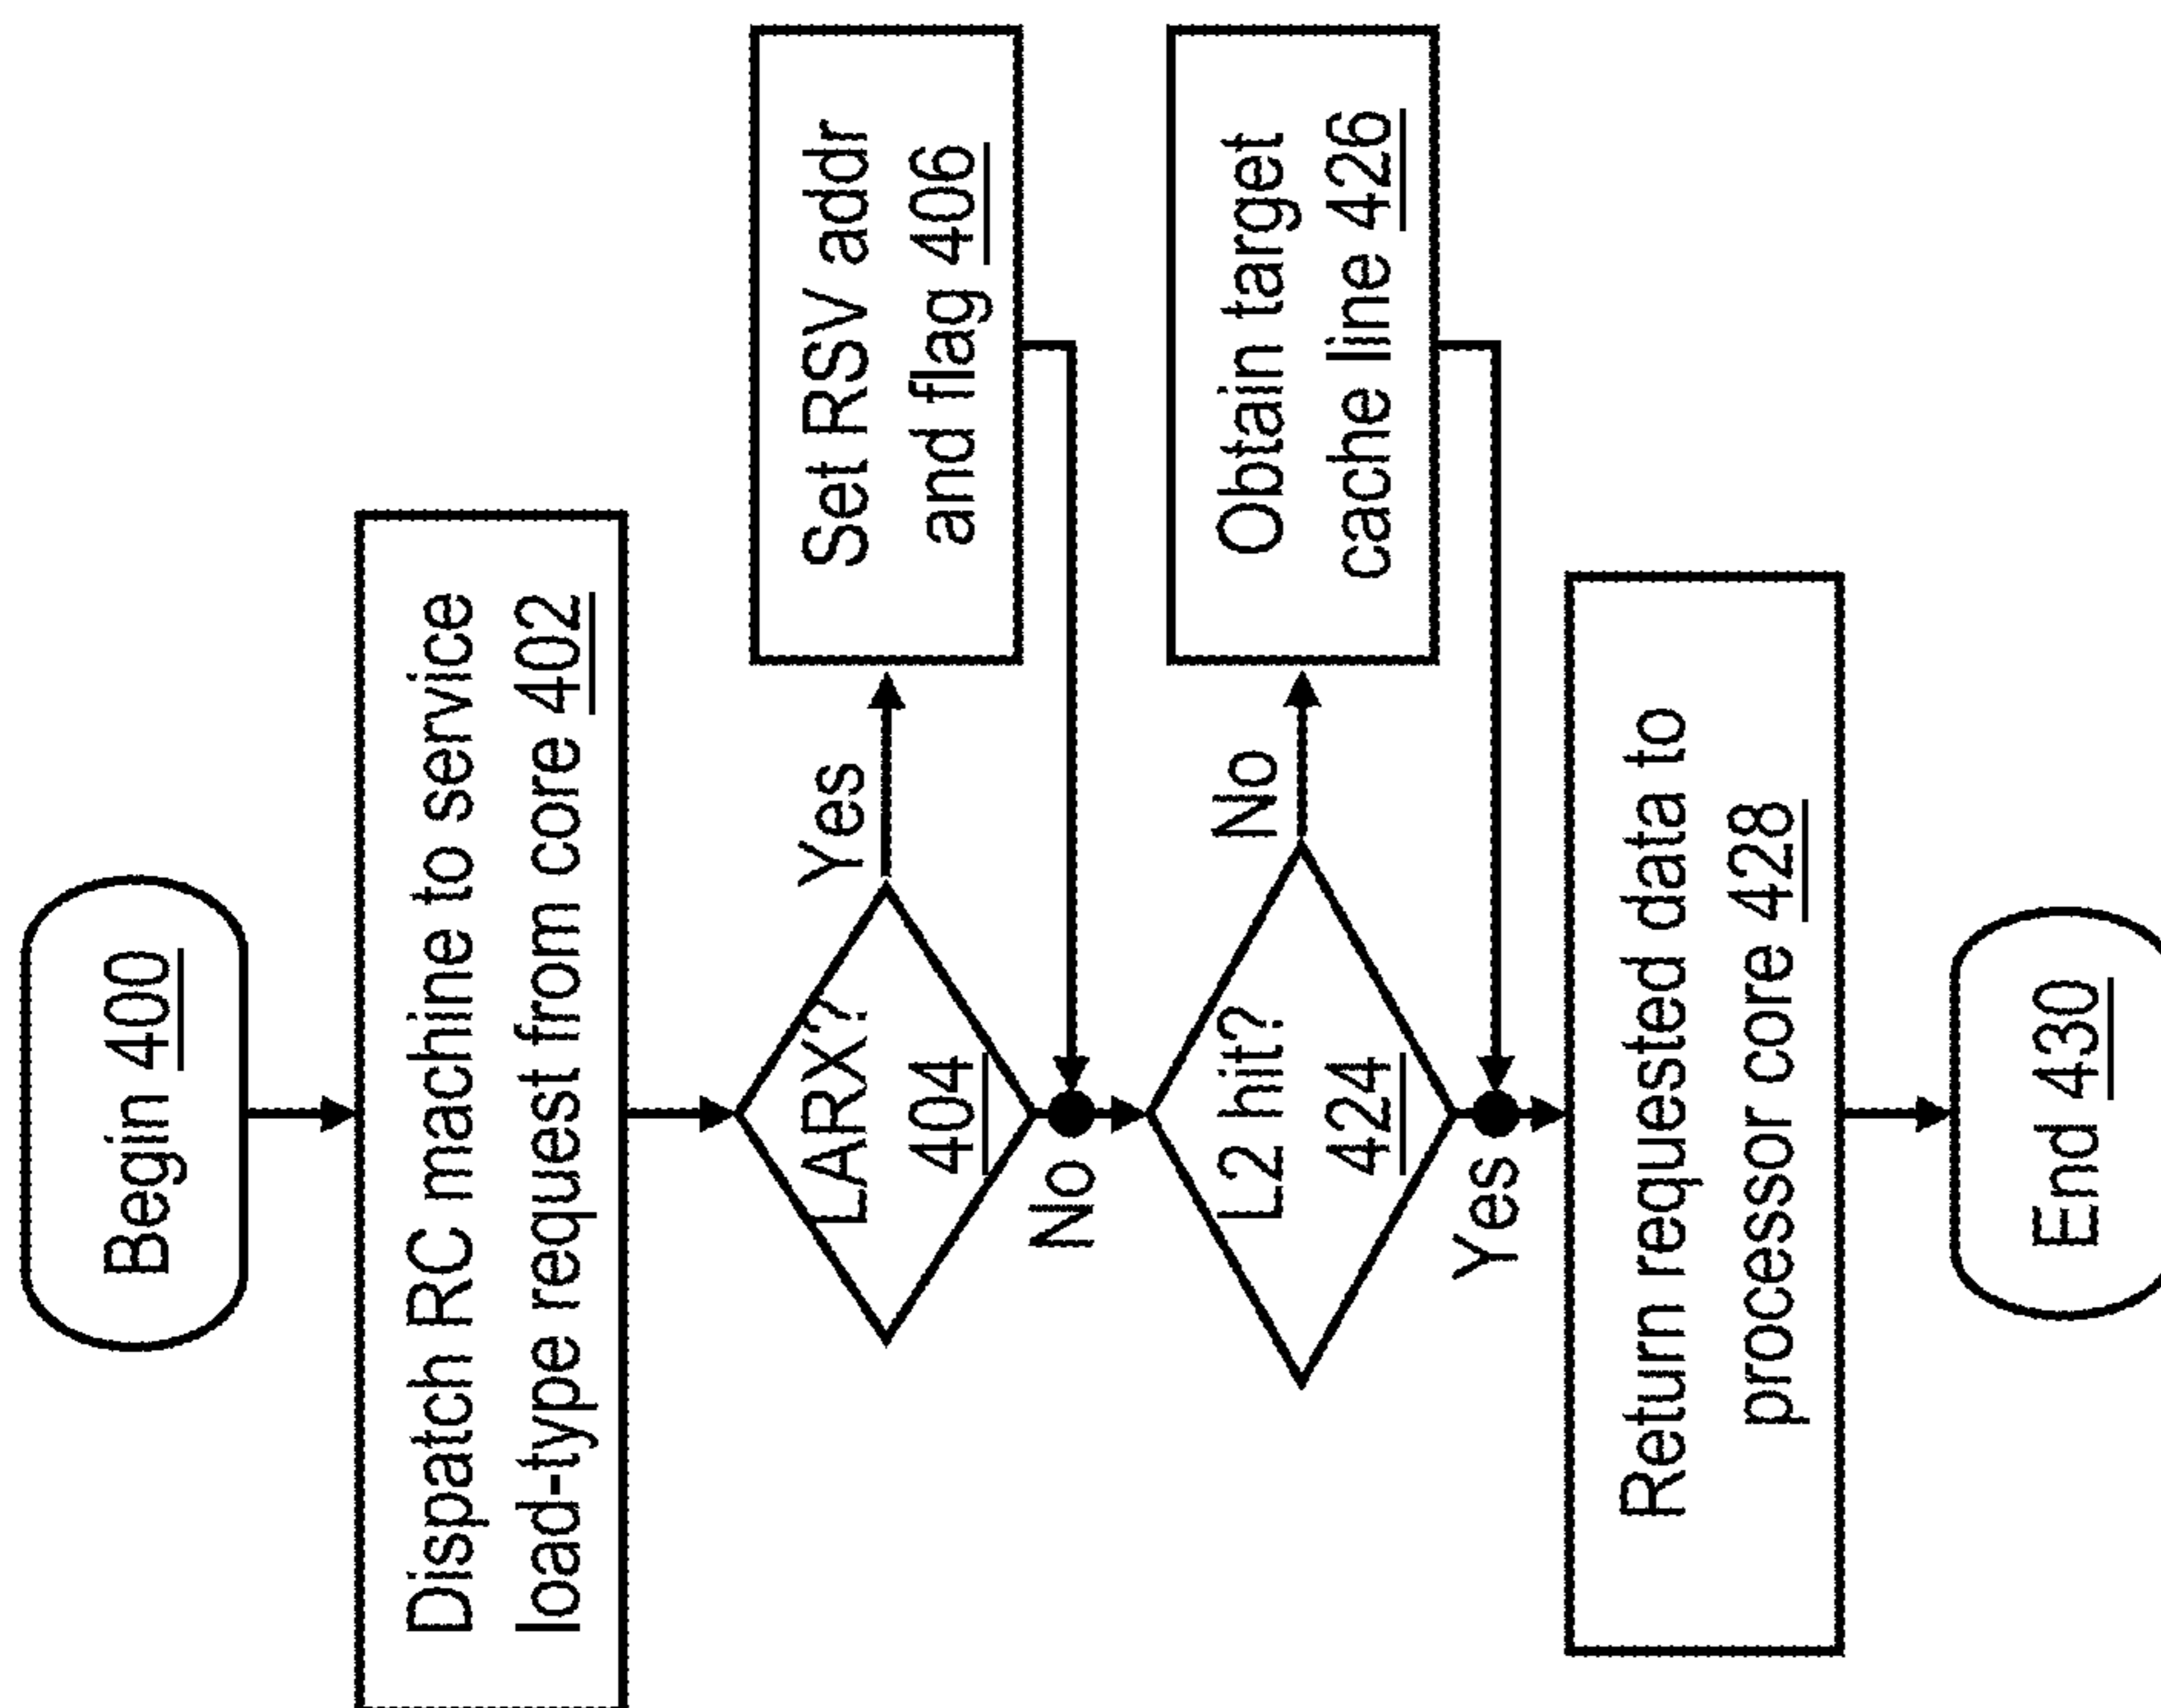 Begin 400
Dispatch RC machine to service
load-type request from core 402
LARX?
404
Yes
Set RSV addr
and flag 406
No
L2 hit?
424
No
Obtain target
cache line 426
Yes
Return requested data to
processor core 428
End 430